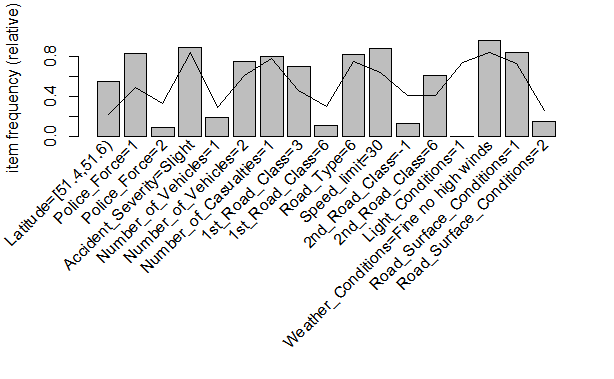 item frequency (relative)
0.8
0.4
0.0
Latitude=[51.4,51.6)
Police_Force=1
Police_Force=2
Accident_Severity=Slight
Number_of_Vehicles=1
Number_of_Vehicles=2
Number_of_Casualties=1
1st_Road_Class=3
1st_Road_Class=6
Road_Type=6
Speed_limit=30
2nd_Road_Class=-1
2nd_Road_Class=6
Light_Conditions=1
Weather_Conditions=Fine no high winds
Road_Surface_Conditions=1
Road_Surface_Conditions=2